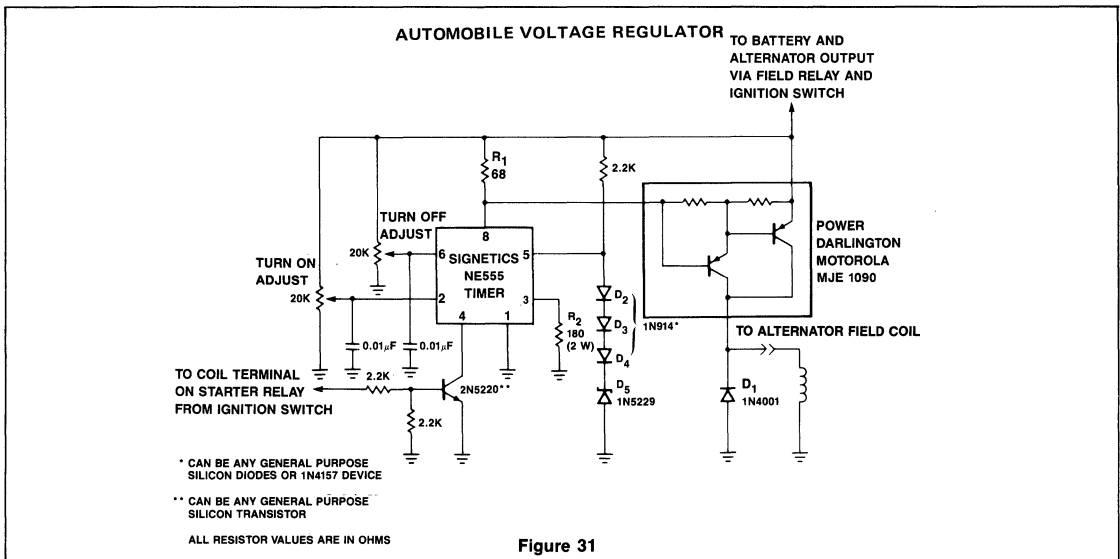 AUTOMOBILE VOLTAGE REGULATOR
TO BATTERY AND
ALTERNATOR OUTPUT
VIA FIELD RELAY AND
IGNITION SWITCH
R1
68
2.2K
TURN OFF
ADJUST
20K
TURN ON
ADJUST
20K
8
6
5
SIGNETICS
NE555
TIMER
2
3
4
1
POWER
DARLINGTON
MOTOROLA
MJE 1090
D2
D3
D4
1N914*
R2
180
(2 W)
D5
1N5229
TO ALTERNATOR FIELD COIL
D1
1N4001
0.01μF
0.01μF
TO COIL TERMINAL
ON STARTER RELAY
FROM IGNITION SWITCH
2.2K
2N5220**
2.2K
* CAN BE ANY GENERAL PURPOSE
SILICON DIODES OR 1N4157 DEVICE
** CAN BE ANY GENERAL PURPOSE
SILICON TRANSISTOR
ALL RESISTOR VALUES ARE IN OHMS
Figure 31